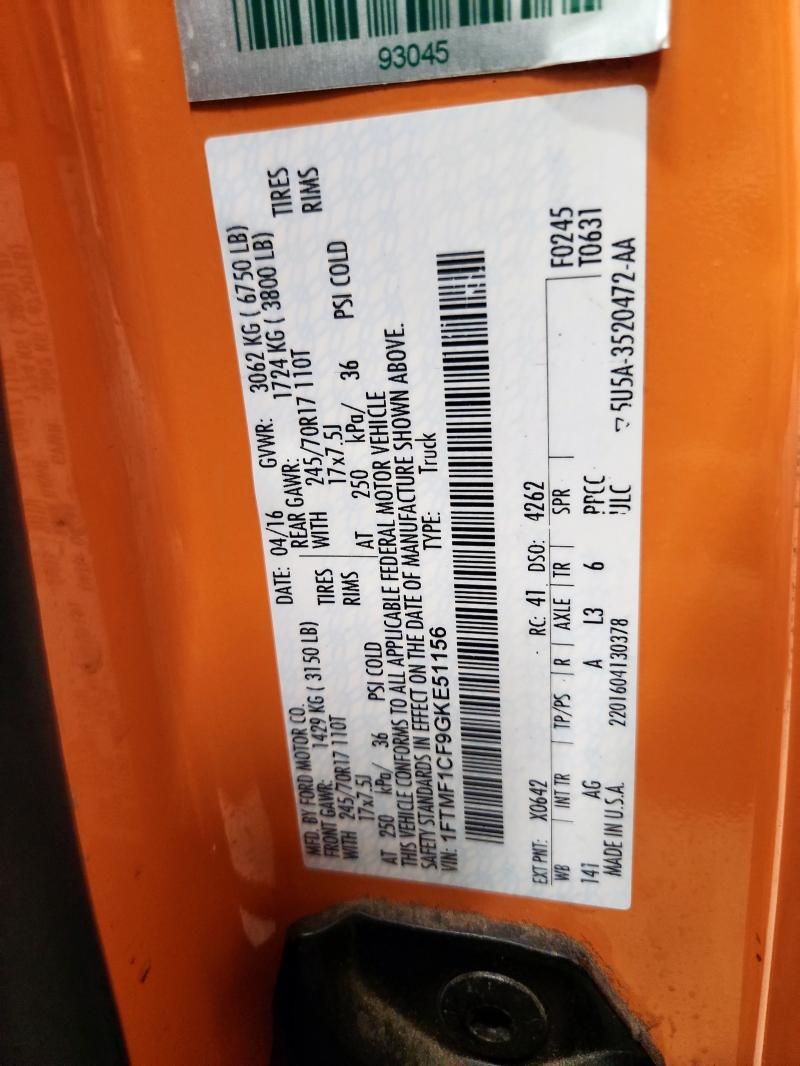 93045
MFD. BY FORD MOTOR CO. DATE: 04/16 GVWR: 3062 KG ( 6750 LB)
FRONT GAWR: 1429 KG ( 3150 LB) REAR GAWR: 1724 KG ( 3800 LB)
WITH 245/70R17 110T TIRES WITH 245/70R17 110T TIRES
17x7.5J RIMS 17x7.5J RIMS
AT 250 kPa/ 36 PSI COLD AT 250 kPa/ 36 PSI COLD
THIS VEHICLE CONFORMS TO ALL APPLICABLE FEDERAL MOTOR VEHICLE
SAFETY STANDARDS IN EFFECT ON THE DATE OF MANUFACTURE SHOWN ABOVE.
VIN: 1FTMF1CF9GKE51156 TYPE: Truck
EXT PNT: X0642 RC: 41 DSO: 4262 F0245
WB INT TR TP/PS R AXLE TR SPR T0631
141 AG A L3 6 PPCC
MADE IN U.S.A. 2201604130378 ULC 5U5A-3520472-AA